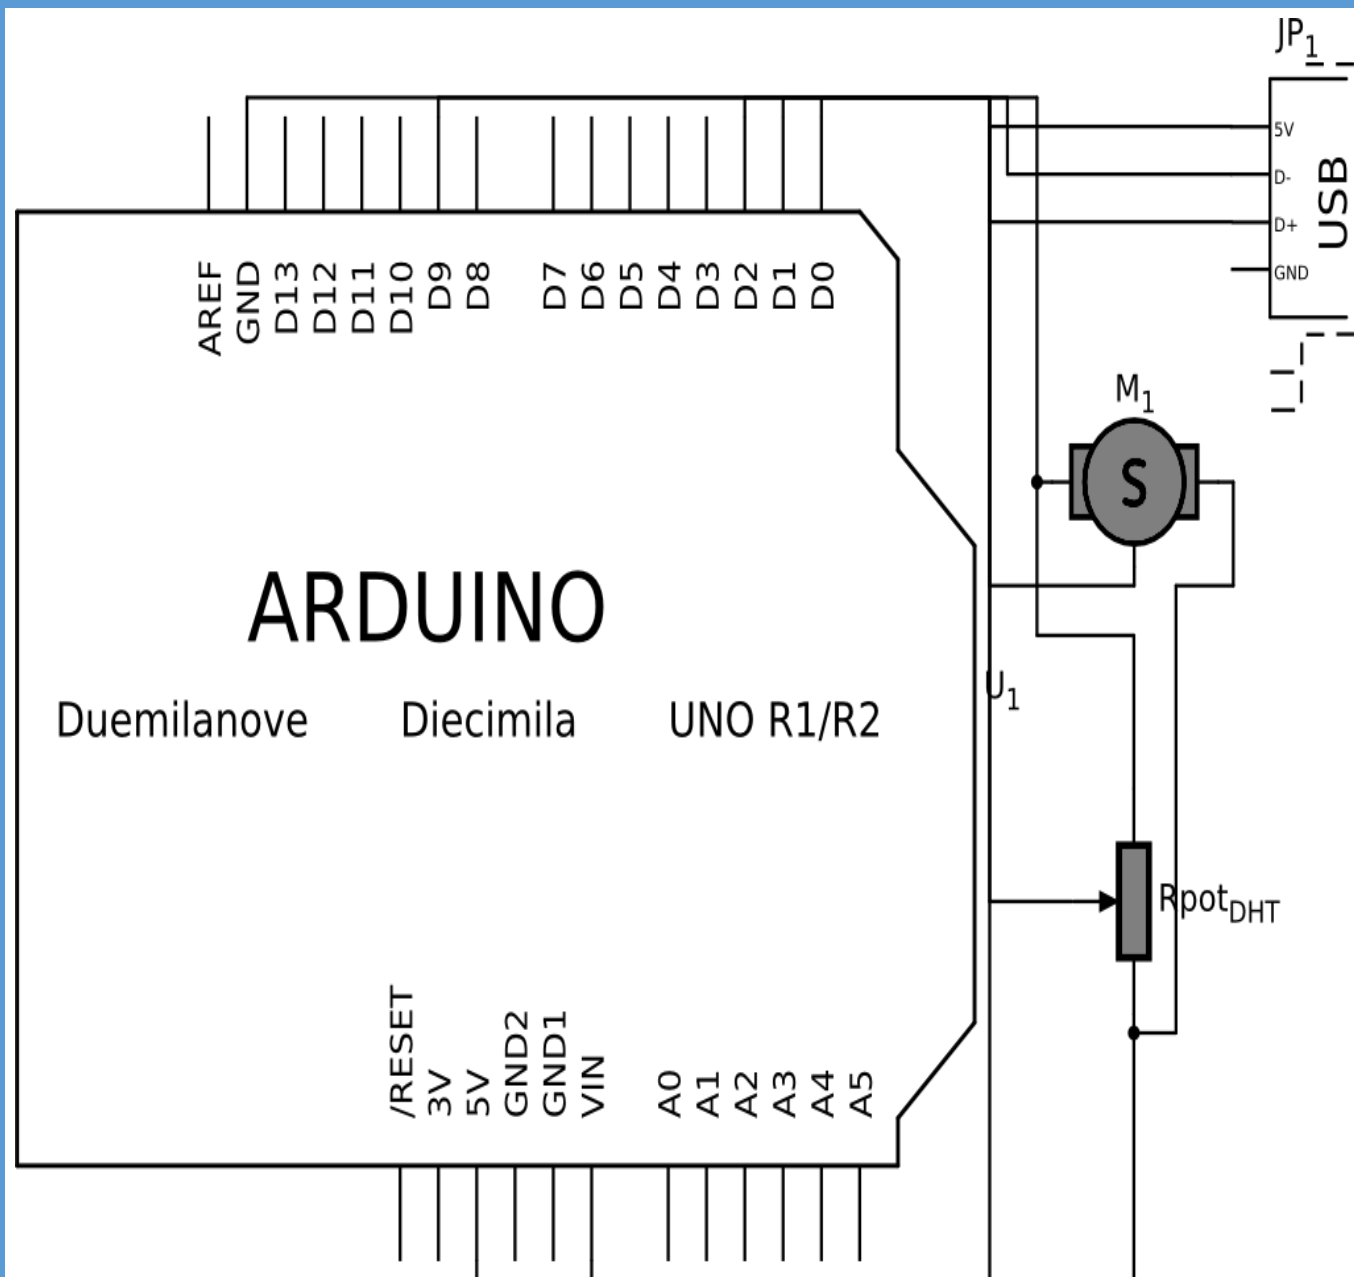 JP1
5V
D-
D+
GND
USB
AREF
GND
D13
D12
D11
D10
D9
D8
D7
D6
D5
D4
D3
D2
D1
D0
M1
S
ARDUINO
Duemilanove Diecimila UNO R1/R2
U1
RpotDHT
/RESET
3V
5V
GND2
GND1
VIN
A0
A1
A2
A3
A4
A5